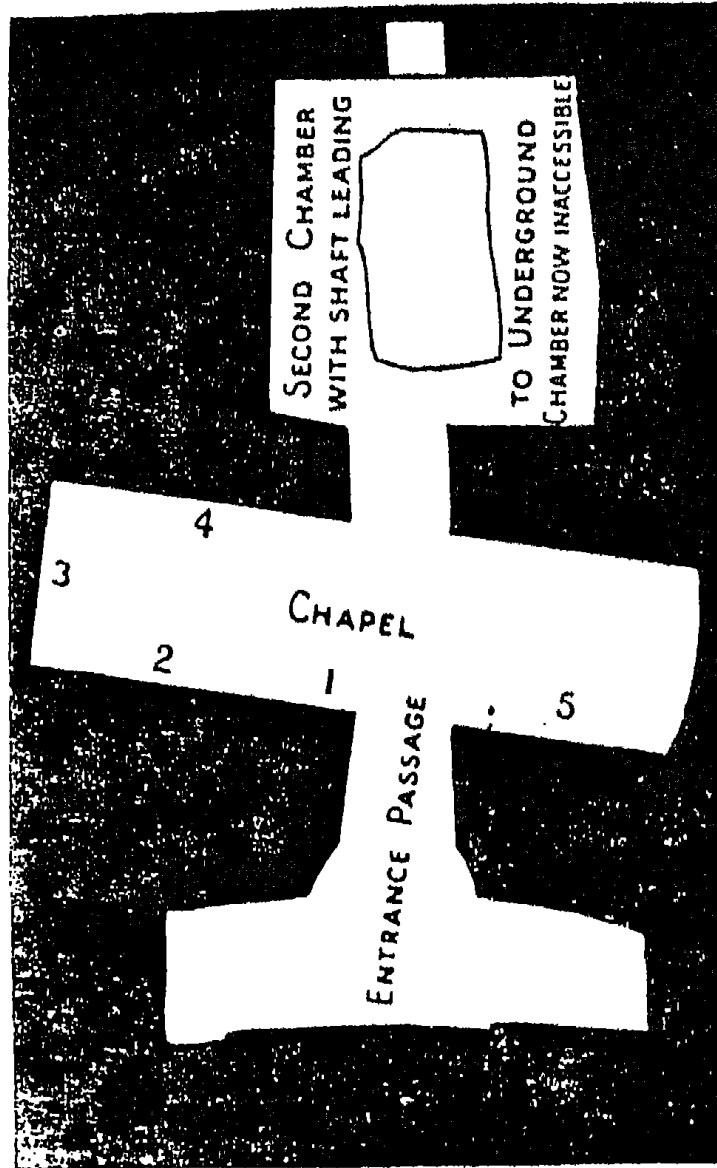 SECOND CHAMBER
WITH SHAFT LEADING
TO UNDERGROUND
CHAMBER NOW INACCESSIBLE
4
3
CHAPEL
2
1
5
ENTRANCE PASSAGE